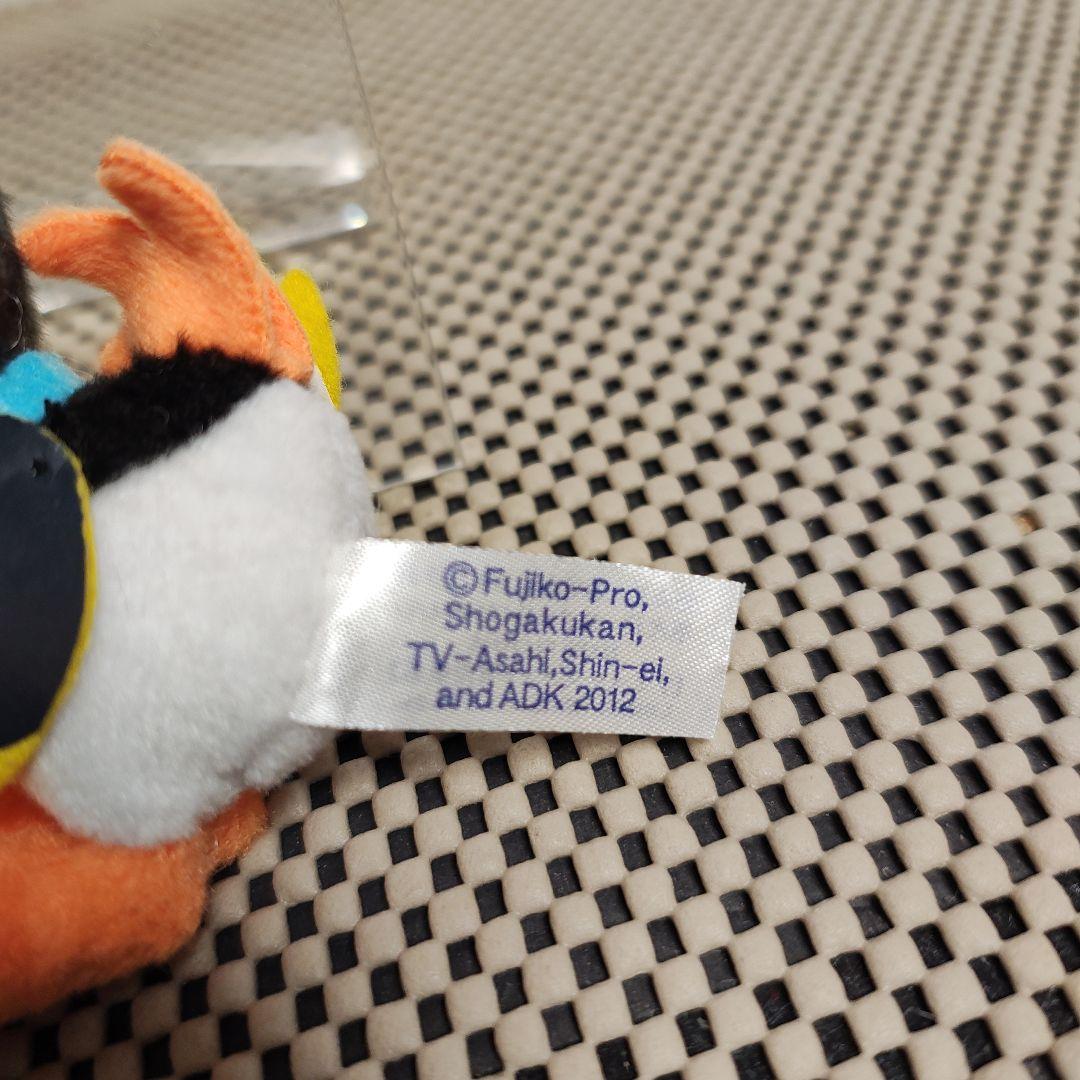 ©Fujiko-Pro,
Shogakukan,
TV-Asahi,Shin-ei,
and ADK 2012